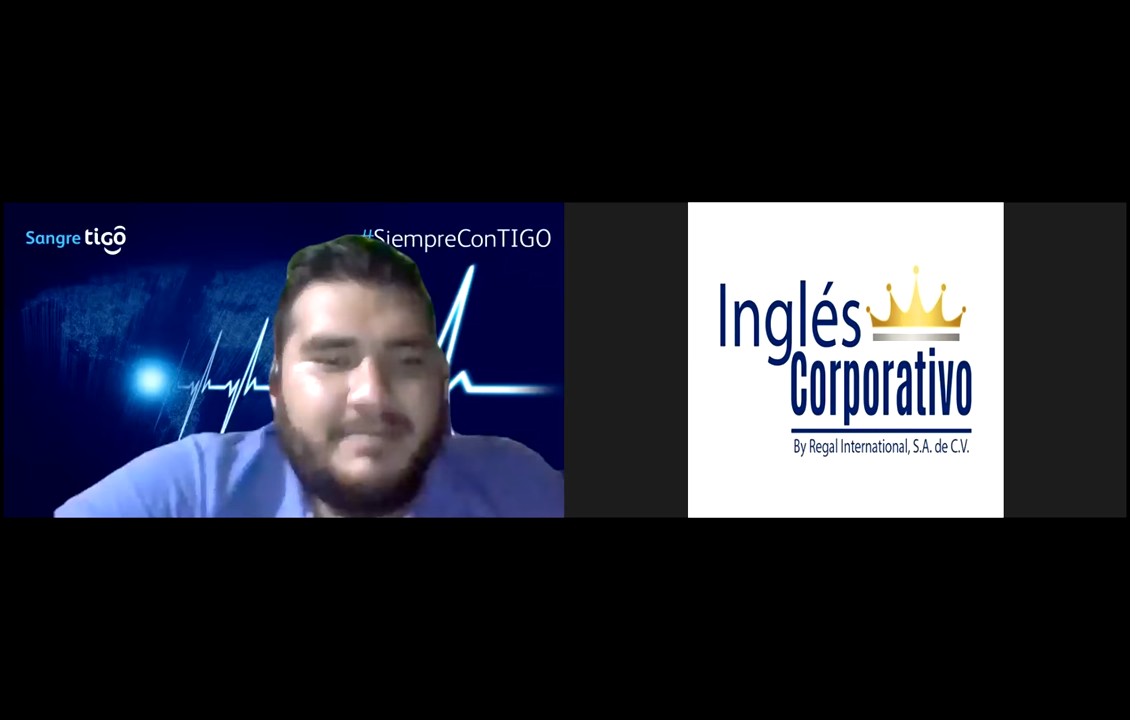 Sangre tigo
#SiempreConTIGO
Inglés
Corporativo
By Regal International, S.A. de C.V.